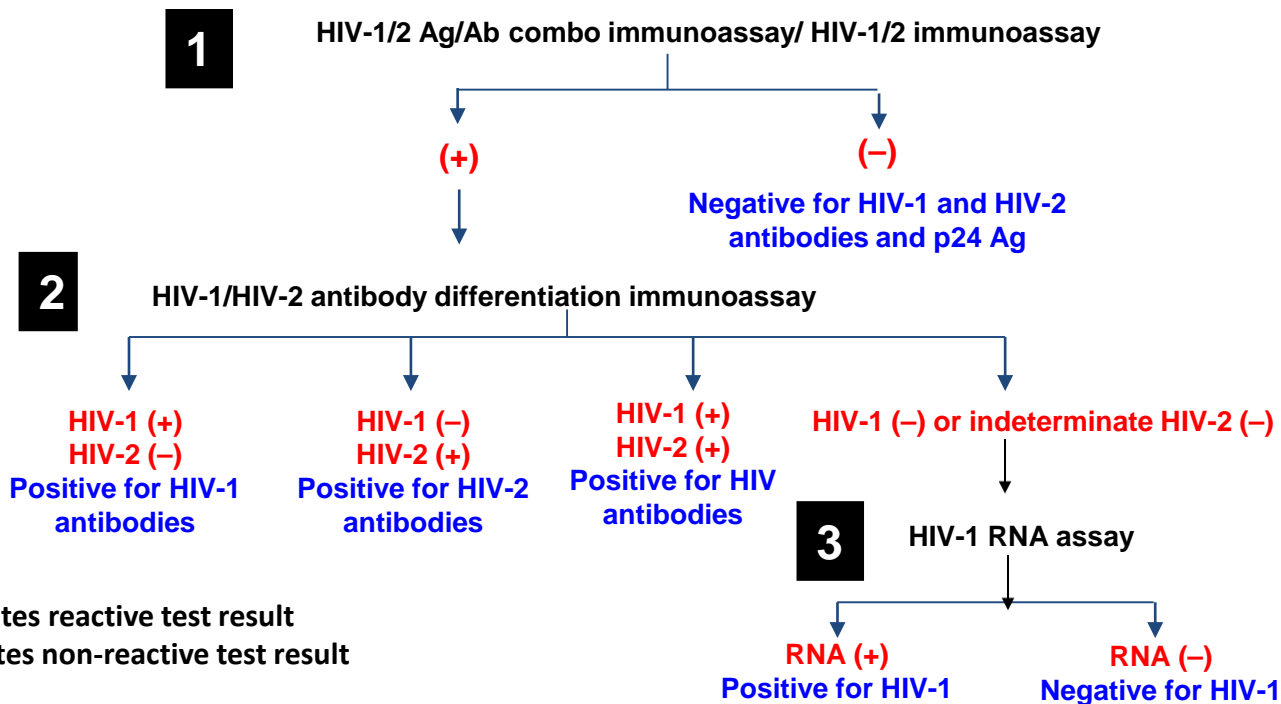 1
HIV-1/2 Ag/Ab combo immunoassay/ HIV-1/2 immunoassay
(+)
(–)
Negative for HIV-1 and HIV-2
antibodies and p24 Ag
2
HIV-1/HIV-2 antibody differentiation immunoassay
HIV-1 (+)
HIV-2 (–)
Positive for HIV-1
antibodies
HIV-1 (–)
HIV-2 (+)
Positive for HIV-2
antibodies
HIV-1 (+)
HIV-2 (+)
Positive for HIV
antibodies
HIV-1 (–) or indeterminate HIV-2 (–)
3
HIV-1 RNA assay
RNA (+)
Positive for HIV-1
RNA (–)
Negative for HIV-1
reactive test result
non-reactive test result